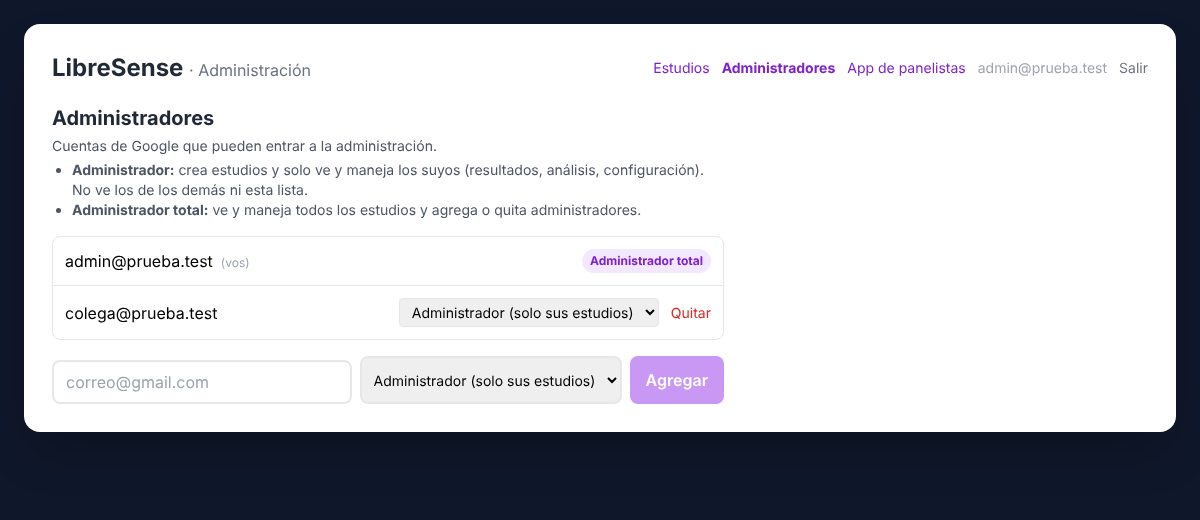 LibreSense · Administración
Estudios Administradores App de panelistas admin@prueba.test Salir
Administradores
Cuentas de Google que pueden entrar a la administración.
• Administrador: crea estudios y solo ve y maneja los suyos (resultados, análisis, configuración).
No ve los de los demás ni esta lista.
• Administrador total: ve y maneja todos los estudios y agrega o quita administradores.
admin@prueba.test (vos) Administrador total
colega@prueba.test Administrador (solo sus estudios) Quitar
correo@gmail.com Administrador (solo sus estudios) Agregar